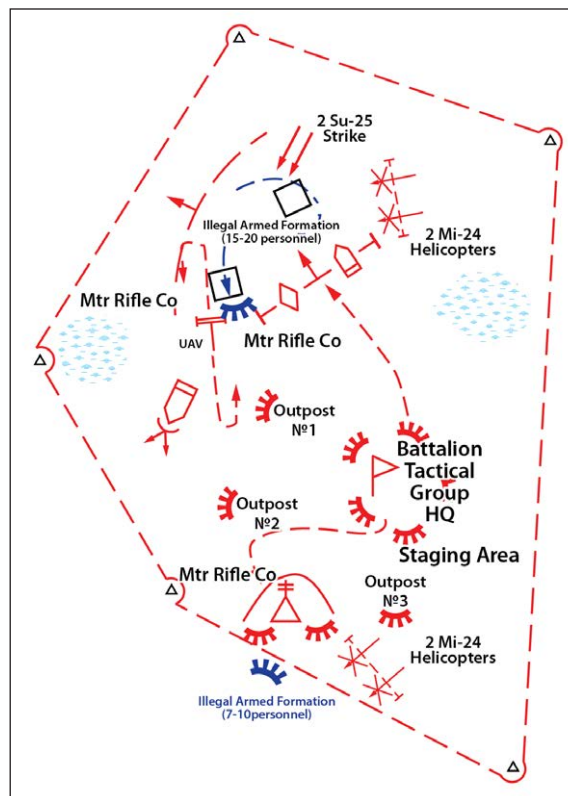 2 Su-25
Strike
Illegal Armed Formation
(15-20 personnel)
2 Mi-24
Helicopters
Mtr Rifle Co
UAV
Mtr Rifle Co
Outpost
№1
Battalion
Tactical
Group
HQ
Outpost
№2
Staging Area
Mtr Rifle Co
Outpost
№3
2 Mi-24
Helicopters
Illegal Armed Formation
(7-10personnel)